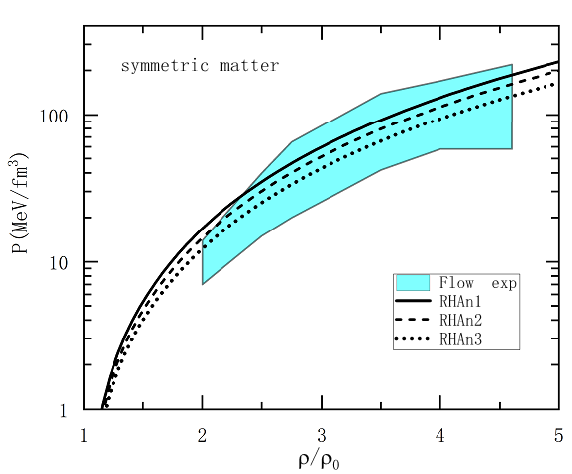 symmetric matter
100
10
1
P(MeV/fm³)
Flow exp
RHAn1
RHAn2
RHAn3
1 2 3 4 5
ρ/ρ₀